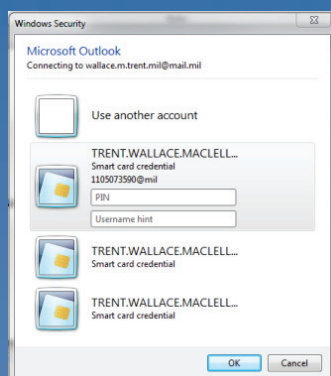 Windows Security
Microsoft Outlook
Connecting to wallace.m.trent.mil@mail.mil
Use another account
TRENT.WALLACE.MACLELL...
Smart card credential
1105073590@mil
PIN
Username hint
TRENT.WALLACE.MACLELL...
Smart card credential
TRENT.WALLACE.MACLELL...
Smart card credential
OK Cancel